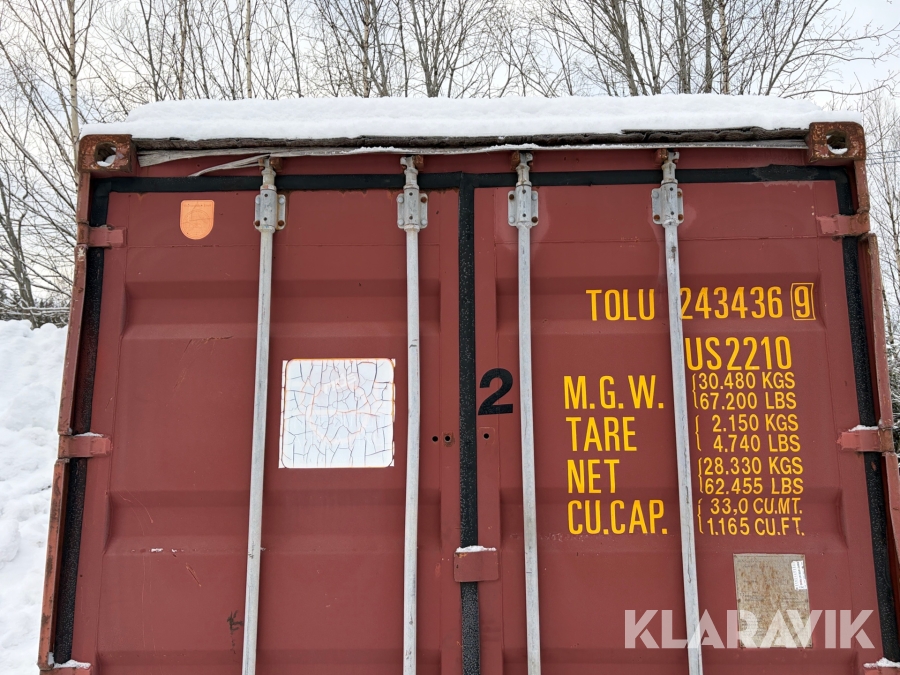 TOLU 243436 9
US2210
2
M.G.W. 30.480 KGS
67.200 LBS
TARE 2.150 KGS
4.740 LBS
NET 28.330 KGS
62.455 LBS
CU.CAP. 33,0 CU.MT.
1.165 CU.FT.
KLARAVIK